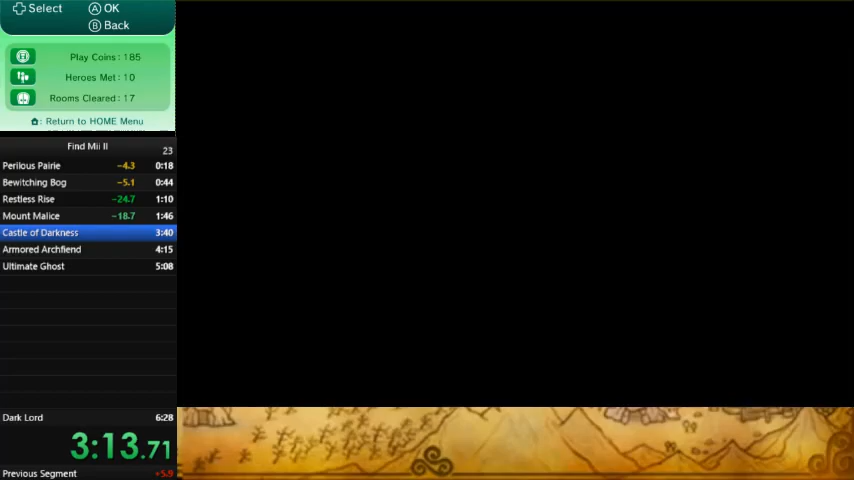 Select Ⓐ OK
Ⓑ Back
Play Coins : 185
Heroes Met : 10
Rooms Cleared : 17
: Return to HOME Menu
Find Mii II
23
Perilous Pairie -4.3 0:18
Bewitching Bog -5.1 0:44
Restless Rise -24.7 1:10
Mount Malice -18.7 1:46
Castle of Darkness 3:40
Armored Archfiend 4:15
Ultimate Ghost 5:08
Dark Lord 6:28
3:13.71
Previous Segment +5.9